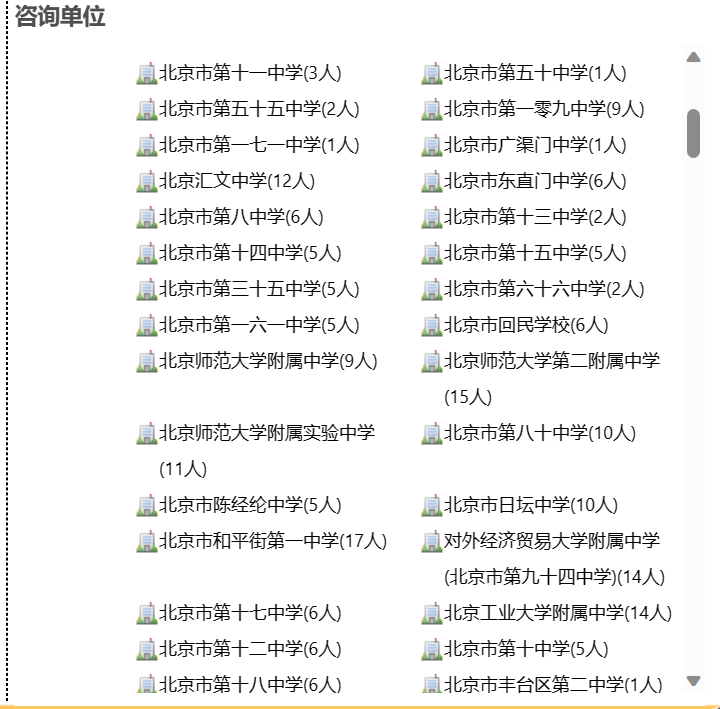 咨询单位
北京市第十一中学(3人) 北京市第五十中学(1人)
北京市第五十五中学(2人) 北京市第一零九中学(9人)
北京市第一七一中学(1人) 北京市广渠门中学(1人)
北京汇文中学(12人) 北京市东直门中学(6人)
北京市第八中学(6人) 北京市第十三中学(2人)
北京市第十四中学(5人) 北京市第十五中学(5人)
北京市第三十五中学(5人) 北京市第六十六中学(2人)
北京市第一六一中学(5人) 北京市回民学校(6人)
北京师范大学附属中学(9人) 北京师范大学第二附属中学
(15人)
北京师范大学附属实验中学 北京市第八十中学(10人)
(11人)
北京市陈经纶中学(5人) 北京市日坛中学(10人)
北京市和平街第一中学(17人) 对外经济贸易大学附属中学
(北京市第九十四中学)(14人)
北京市第十七中学(6人) 北京工业大学附属中学(14人)
北京市第十二中学(6人) 北京市第十中学(5人)
北京市第十八中学(6人) 北京市丰台区第二中学(1人)